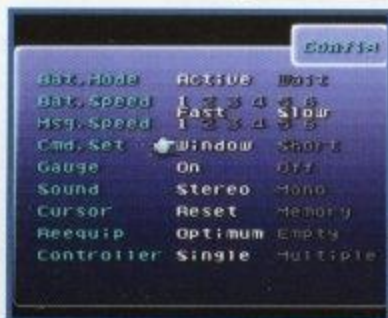 Config
Bat.Mode Active Wait
Bat.Speed 1 2 3 4 5 6
Fast Slow
Msg.Speed 1 2 3 4 5 6
Cmd.Set Window Short
Gauge On Off
Sound Stereo Mono
Cursor Reset Memory
Reequip Optimum Empty
Controller Single Multiple